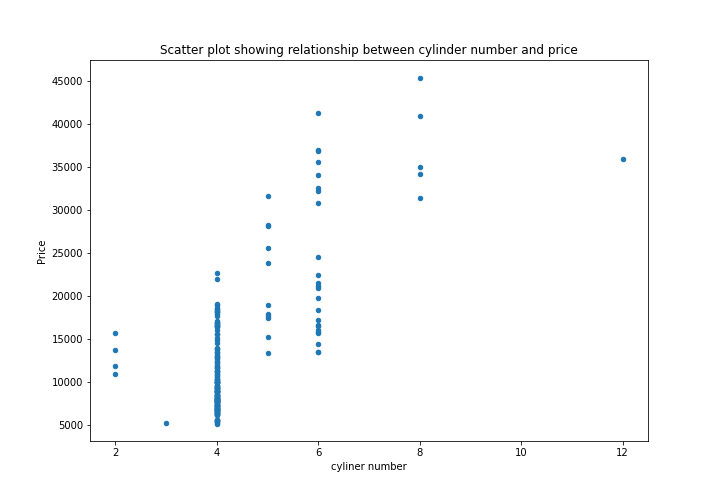 Scatter plot showing relationship between cylinder number and price
45000
40000
35000
30000
25000
20000
15000
10000
5000
Price
2 4 6 8 10 12
cyliner number